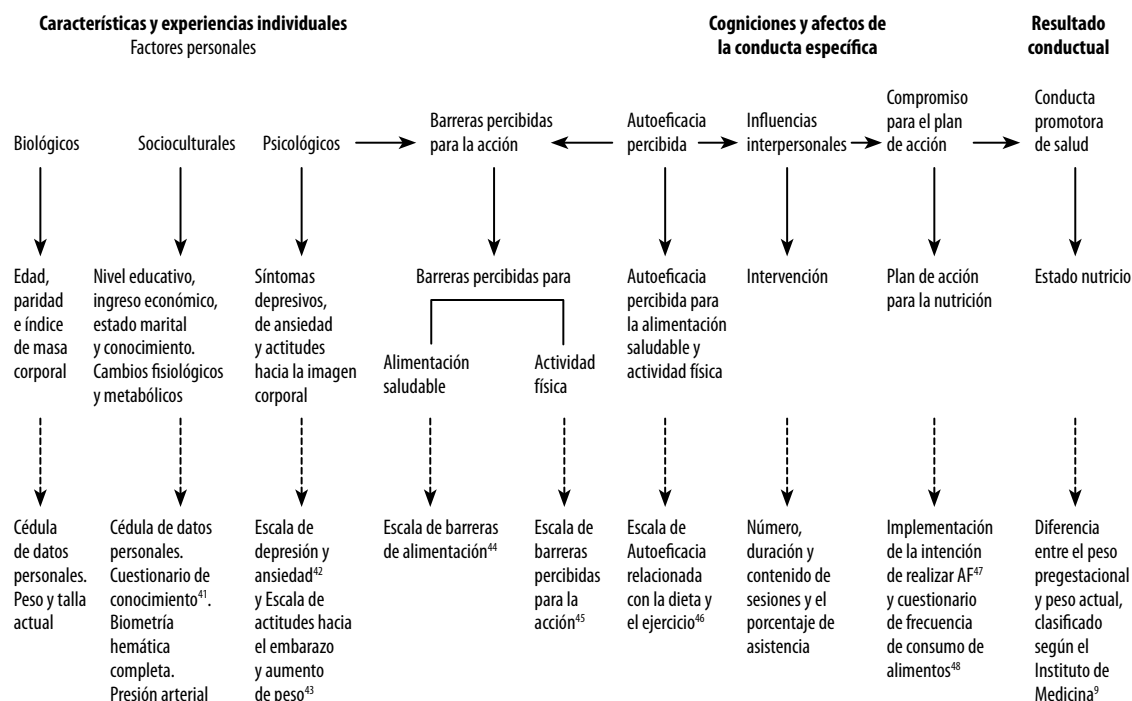 Características y experiencias individuales
Factores personales
Cogniciones y afectos de
la conducta específica
Resultado
conductual
Biológicos
Socioculturales
Psicológicos
Barreras percibidas
para la acción
Autoeficacia
percibida
Influencias
interpersonales
Compromiso
para el plan
de acción
Conducta
promotora
de salud
Edad,
paridad
e índice
de masa
corporal
Nivel educativo,
ingreso económico,
estado marital
y conocimiento.
Cambios fisiológicos
y metabólicos
Síntomas
depresivos,
de ansiedad
y actitudes
hacia la imagen
corporal
Barreras percibidas para
Alimentación
saludable
Actividad
física
Autoeficacia
percibida para
la alimentación
saludable y
actividad física
Intervención
Plan de acción
para la nutrición
Estado nutricio
Cédula
de datos
personales.
Peso y talla
actual
Cédula de datos
personales.
Cuestionario de
conocimiento41.
Biometría
hemática
completa.
Presión arterial
Escala de
depresión y
ansiedad42
y Escala de
actitudes hacia
el embarazo
y aumento
de peso43
Escala de barreras
de alimentación44
Escala de
barreras
percibidas
para la
acción45
Escala de
Autoeficacia
relacionada
con la dieta y
el ejercicio46
Número,
duración y
contenido de
sesiones y el
porcentaje de
asistencia
Implementación
de la intención
de realizar AF47
y cuestionario
de frecuencia
de consumo de
alimentos48
Diferencia
entre el peso
pregestacional
y peso actual,
clasificado
según el
Instituto de
Medicina9